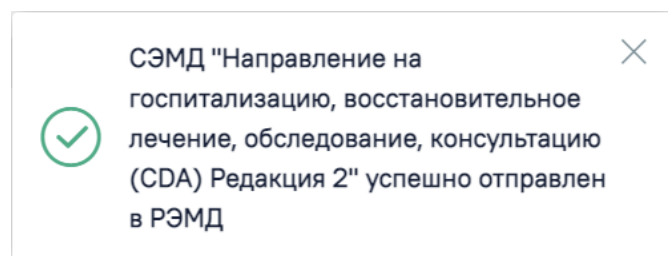 СЭМД "Направление на
госпитализацию, восстановительное
лечение, обследование, консультацию
(CDA) Редакция 2" успешно отправлен
в РЭМД